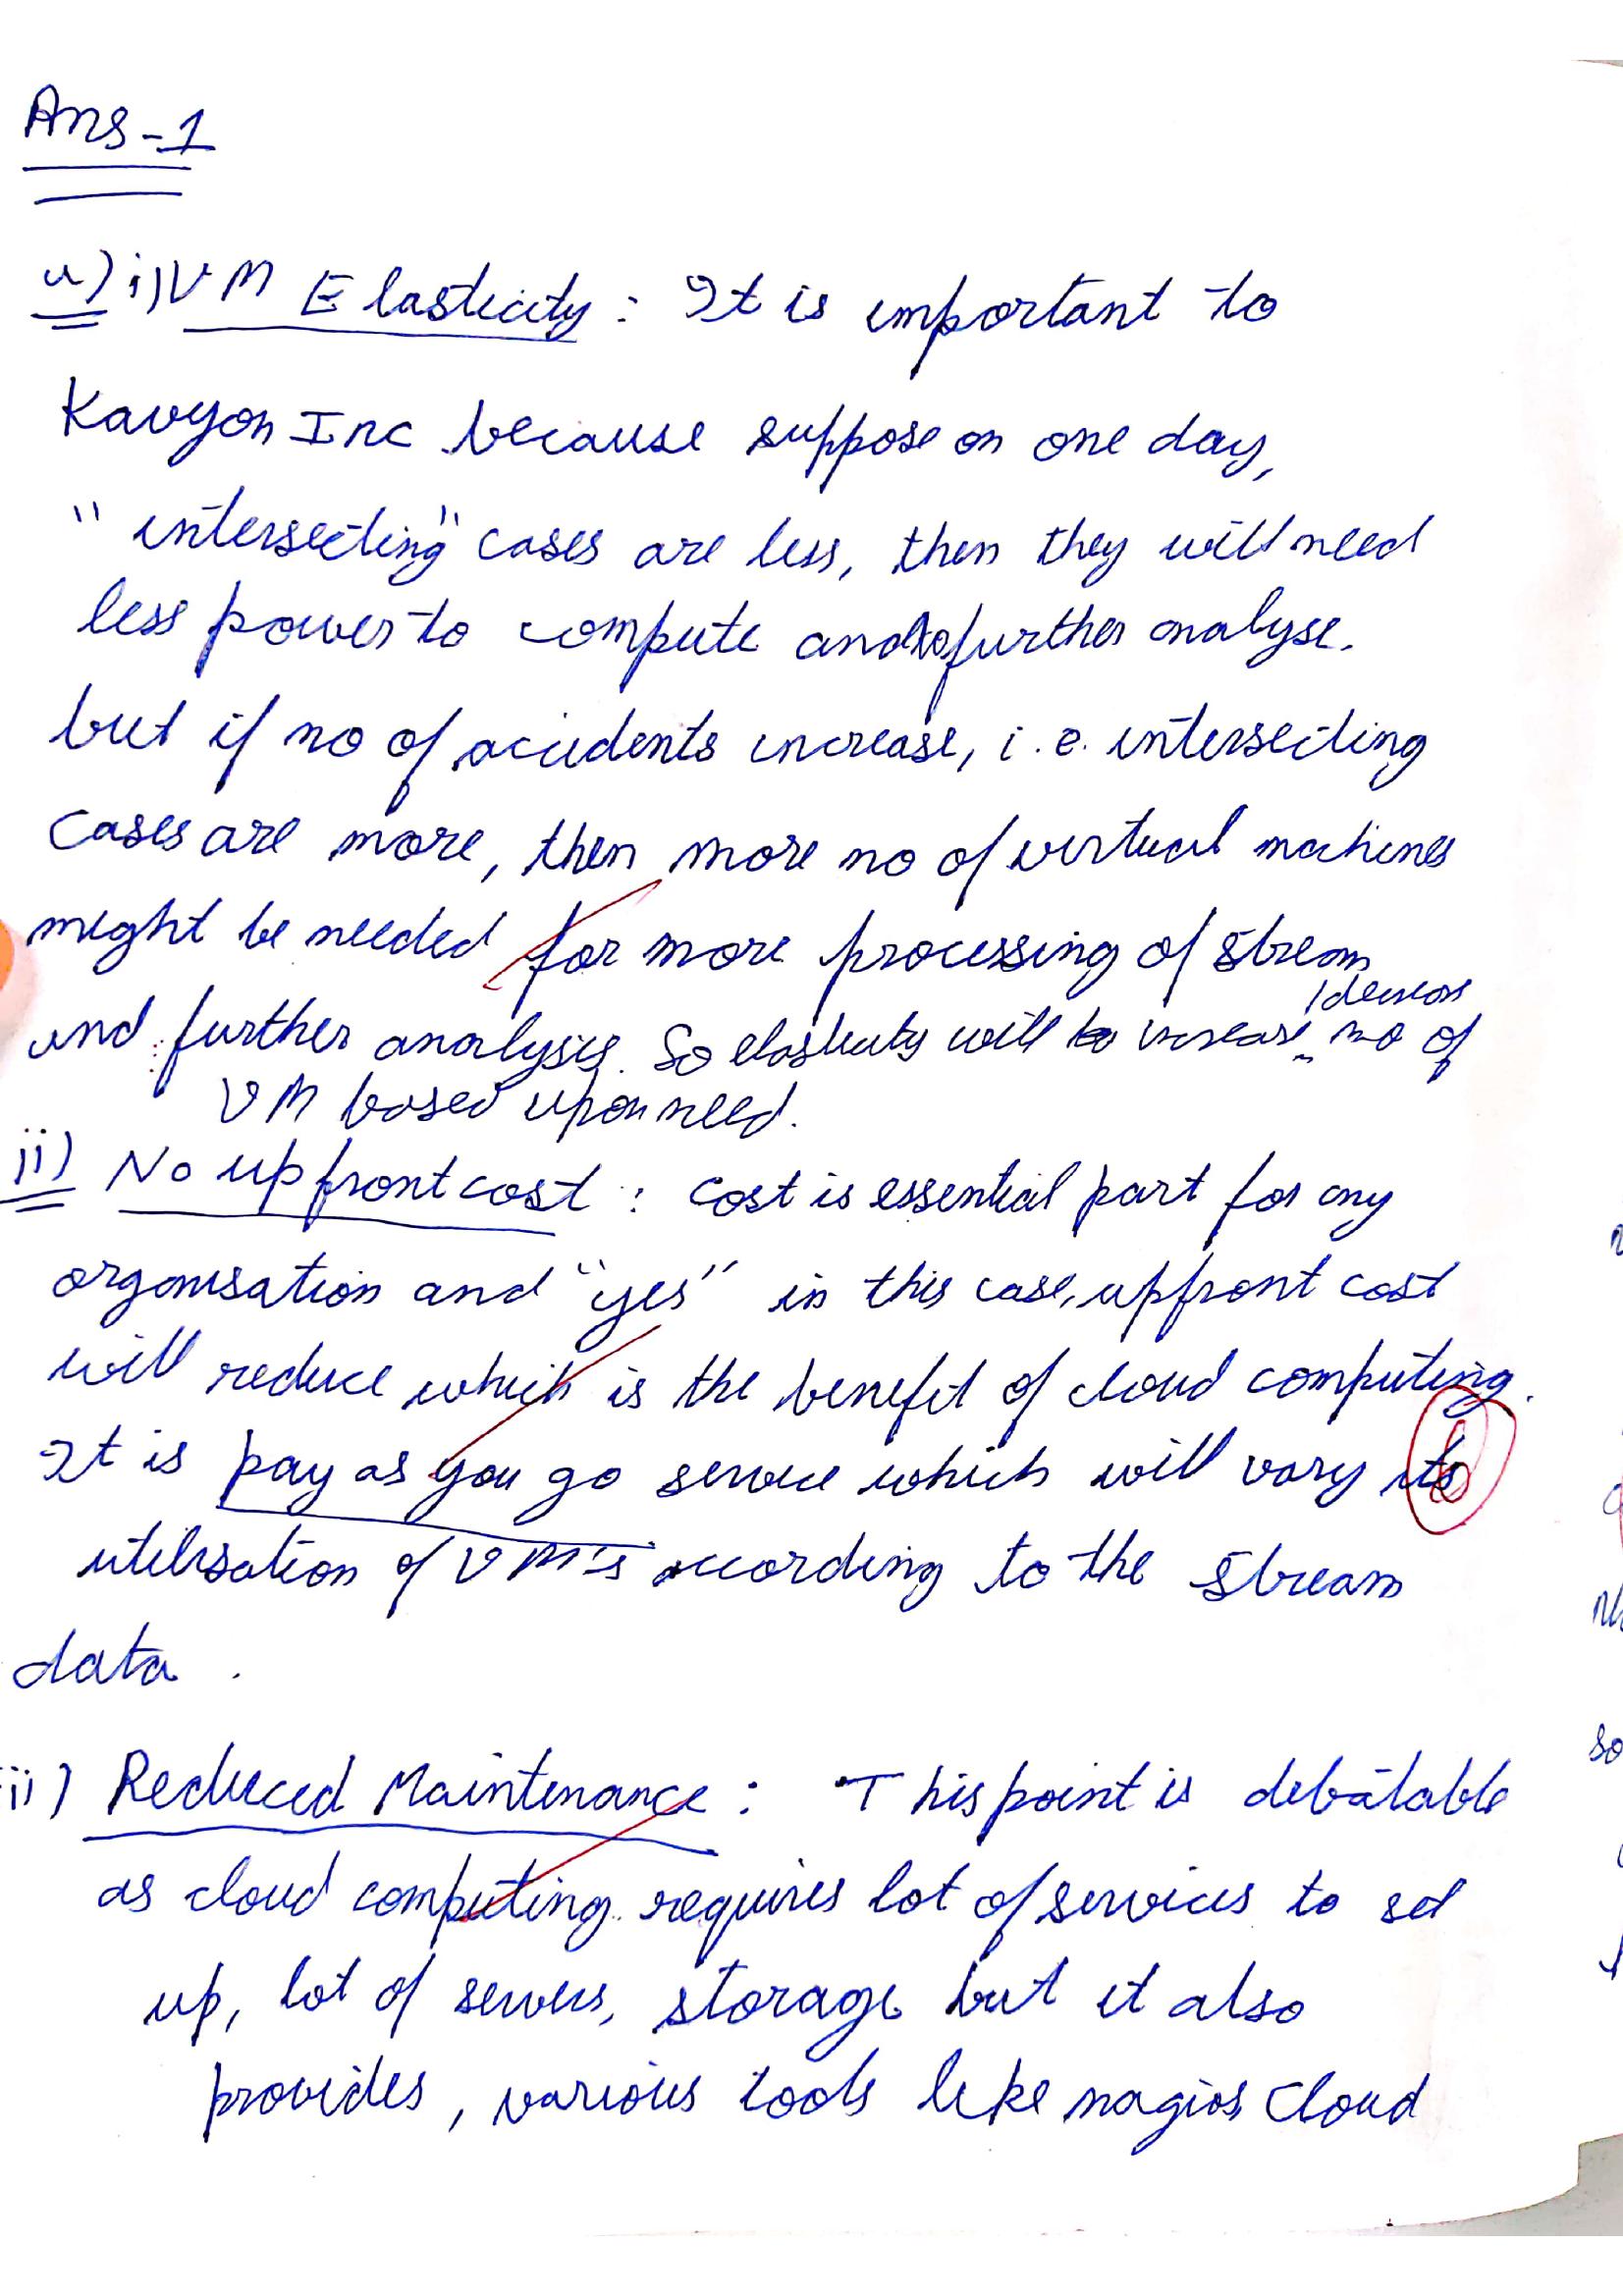 Ans-1
a) i) VM Elasticity : It is important to
Kavyon Inc because suppose on one day,
"intersecting" cases are less, then they will need
less power to compute and further analyse.
but if no of accidents increase, i.e. intersecting
cases are more, then more no of virtual machines
might be needed for more processing of stream
and further analysis. So elasticity will increase /decrease no of
VM based upon need.
ii) No upfront cost : cost is essential part for any
organisation and "yes" in this case, upfront cost
will reduce which is the benefit of cloud computing.
It is pay as you go service which will vary its
utilisation of VM's according to the stream
data.
ii) Reduced Maintenance : This point is debatable
as cloud computing requires lot of services to set
up, lot of servers, storage but it also
provides, various tools like nagios, cloud